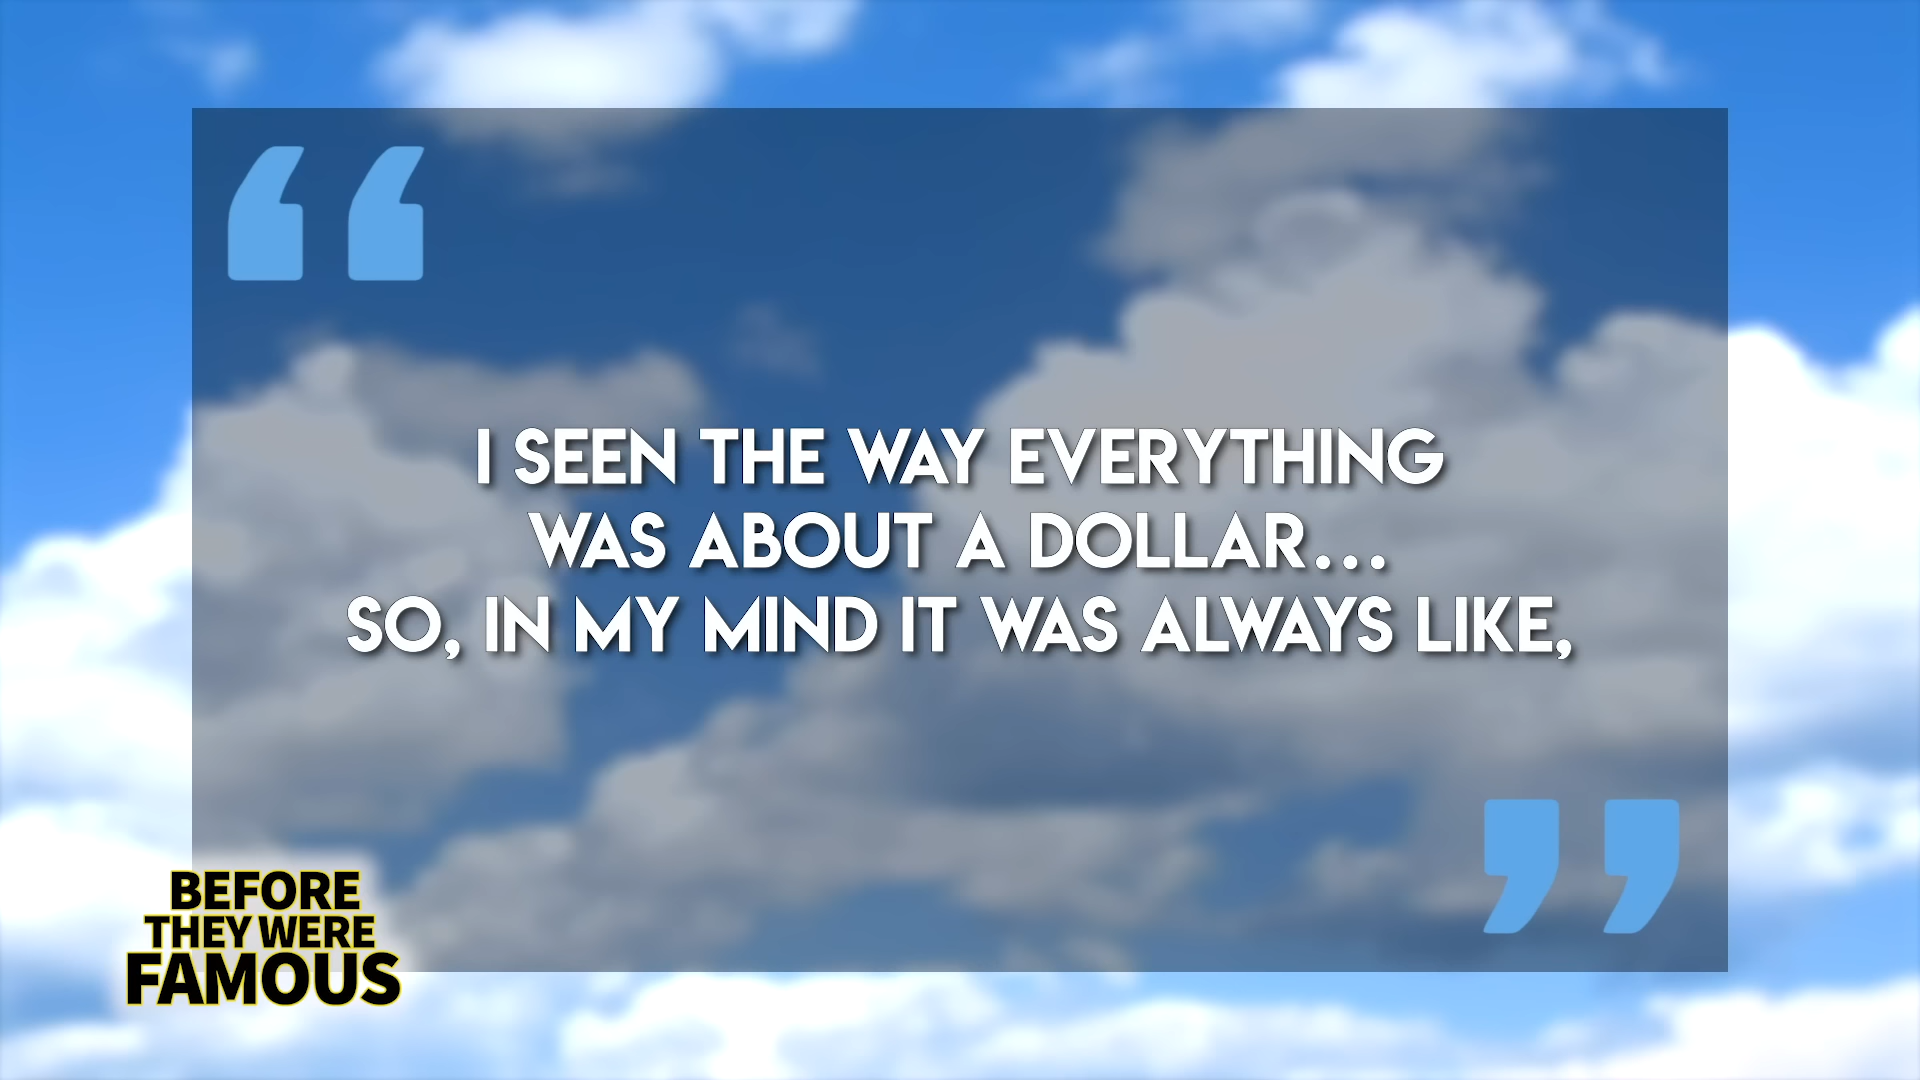 “
I SEEN THE WAY EVERYTHING
WAS ABOUT A DOLLAR...
SO, IN MY MIND IT WAS ALWAYS LIKE,
”
BEFORE
THEY WERE
FAMOUS